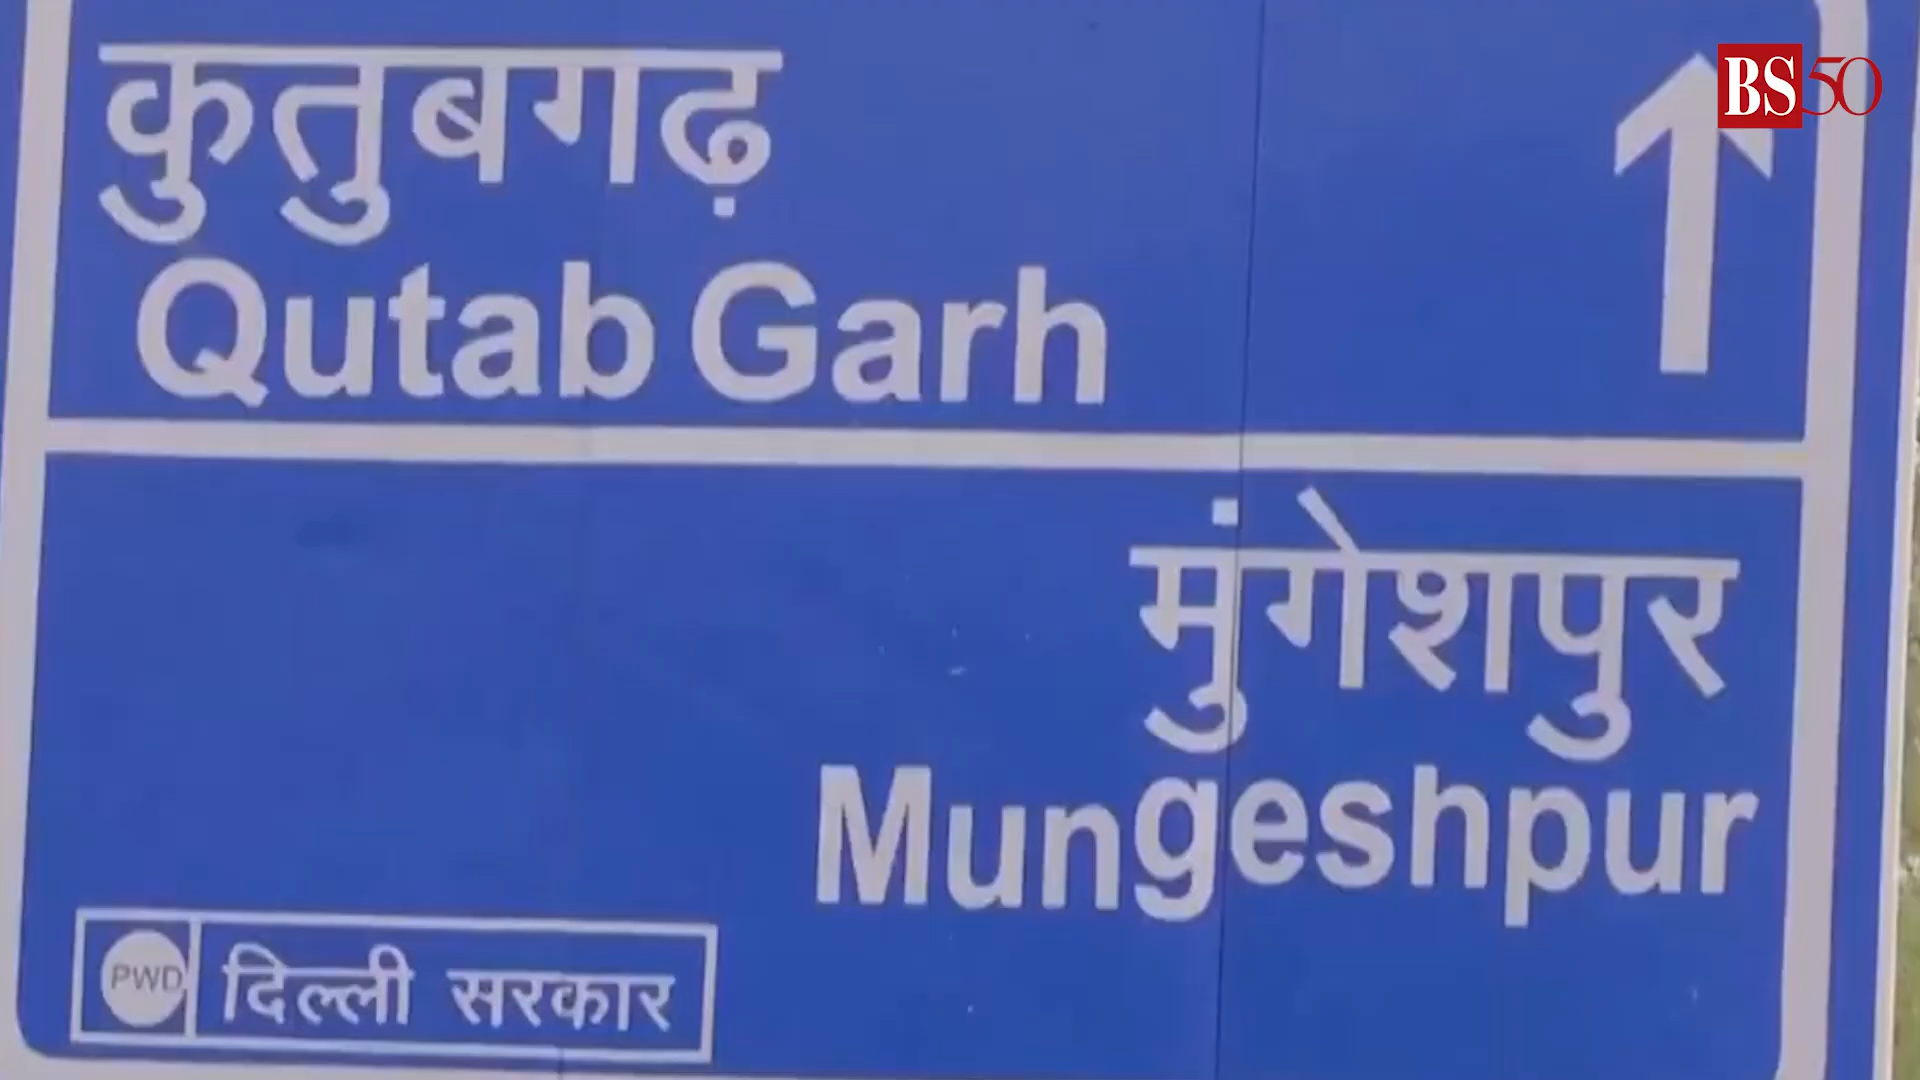 BS50
कुतुबगढ़
Qutab Garh
मुंगेशपुर
Mungeshpur
PWD दिल्ली सरकार